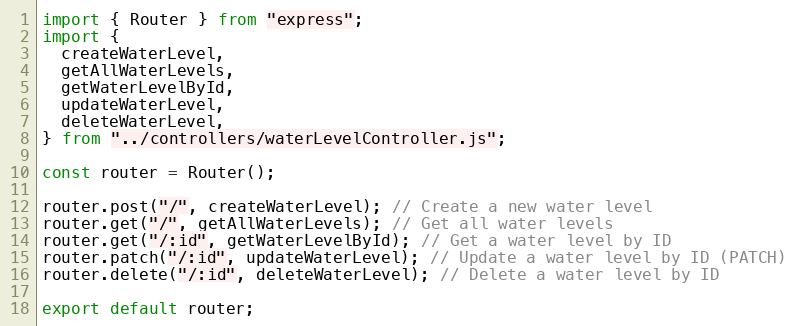 1 import { Router } from "express";
2 import {
3   createWaterLevel,
4   getAllWaterLevels,
5   getWaterLevelById,
6   updateWaterLevel,
7   deleteWaterLevel,
8 } from "../controllers/waterLevelController.js";
9
10 const router = Router();
11
12 router.post("/", createWaterLevel); // Create a new water level
13 router.get("/", getAllWaterLevels); // Get all water levels
14 router.get("/:id", getWaterLevelById); // Get a water level by ID
15 router.patch("/:id", updateWaterLevel); // Update a water level by ID (PATCH)
16 router.delete("/:id", deleteWaterLevel); // Delete a water level by ID
17
18 export default router;